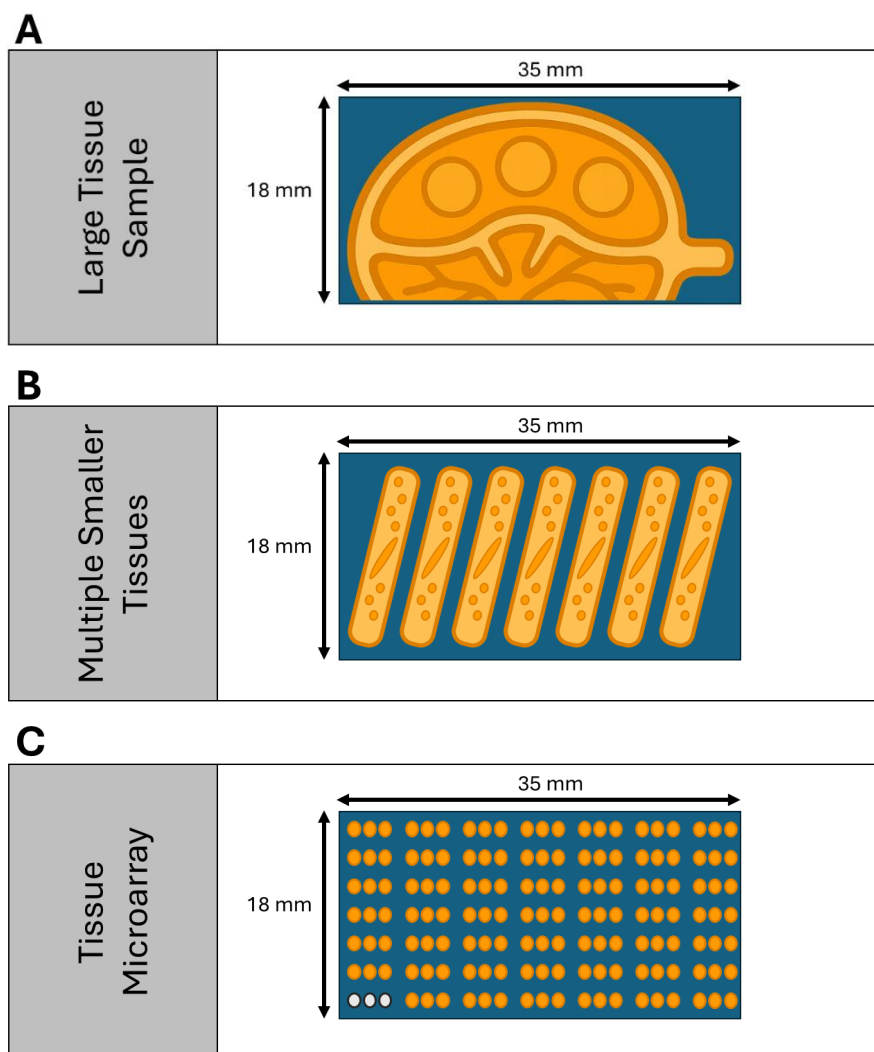 A
Large Tissue
Sample
35 mm
18 mm
B
Multiple Smaller
Tissues
35 mm
18 mm
C
Tissue
Microarray
35 mm
18 mm